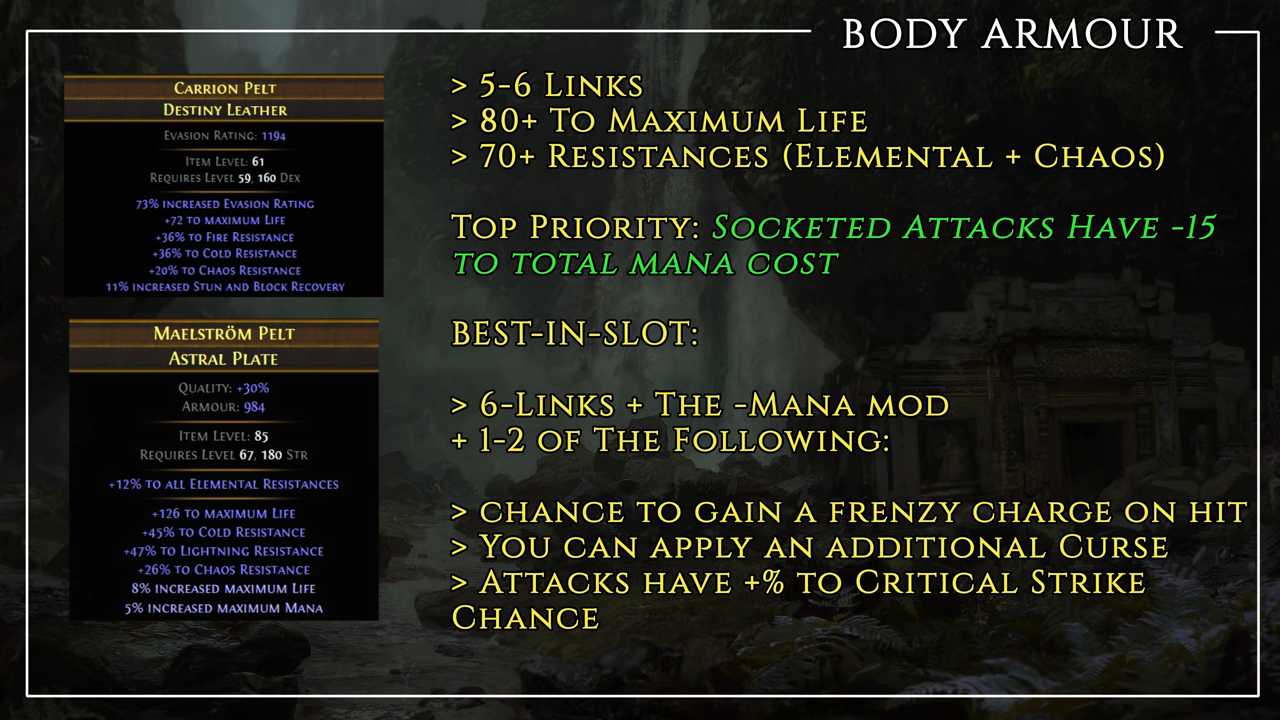 BODY ARMOUR
CARRION PELT
DESTINY LEATHER
EVASION RATING: 1194
ITEM LEVEL: 61
REQUIRES LEVEL 59, 160 DEX
73% INCREASED EVASION RATING
+72 TO MAXIMUM LIFE
+36% TO FIRE RESISTANCE
+36% TO COLD RESISTANCE
+20% TO CHAOS RESISTANCE
11% INCREASED STUN AND BLOCK RECOVERY
MAELSTRÖM PELT
ASTRAL PLATE
QUALITY: +30%
ARMOUR: 984
ITEM LEVEL: 85
REQUIRES LEVEL 67, 180 STR
+12% TO ALL ELEMENTAL RESISTANCES
+126 TO MAXIMUM LIFE
+45% TO COLD RESISTANCE
+47% TO LIGHTNING RESISTANCE
+26% TO CHAOS RESISTANCE
8% INCREASED MAXIMUM LIFE
5% INCREASED MAXIMUM MANA
> 5-6 LINKS
> 80+ TO MAXIMUM LIFE
> 70+ RESISTANCES (ELEMENTAL + CHAOS)
TOP PRIORITY: SOCKETED ATTACKS HAVE -15
TO TOTAL MANA COST
BEST-IN-SLOT:
> 6-LINKS + THE -MANA MOD
+ 1-2 OF THE FOLLOWING:
> CHANCE TO GAIN A FRENZY CHARGE ON HIT
> YOU CAN APPLY AN ADDITIONAL CURSE
> ATTACKS HAVE +% TO CRITICAL STRIKE
CHANCE